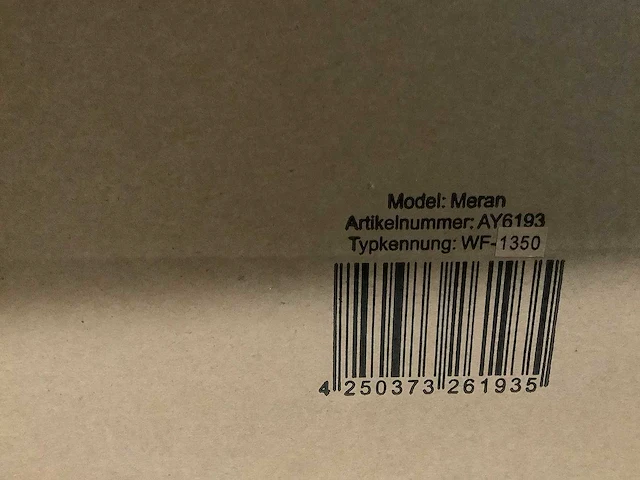 Model: Meran
Artikelnummer: AY6193
Typkennung: WF-1350
4 250373 261935